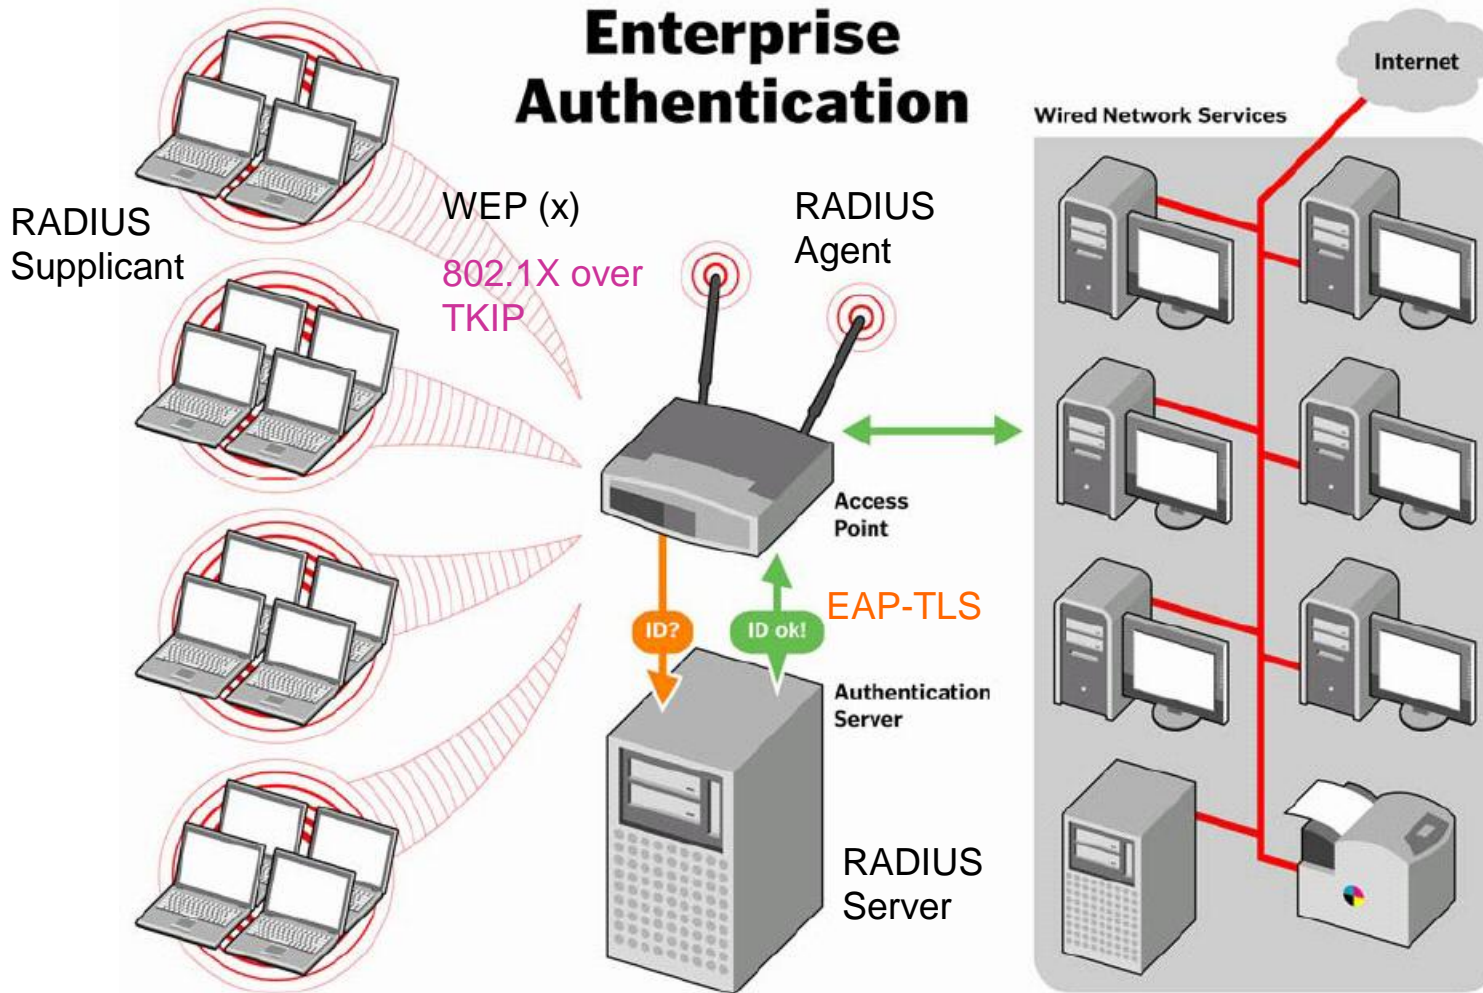 Enterprise
Authentication
Internet
Wired Network Services
RADIUS
Supplicant
WEP (x)
802.1X over
TKIP
RADIUS
Agent
Access
Point
ID?
ID ok!
EAP-TLS
Authentication
Server
RADIUS
Server